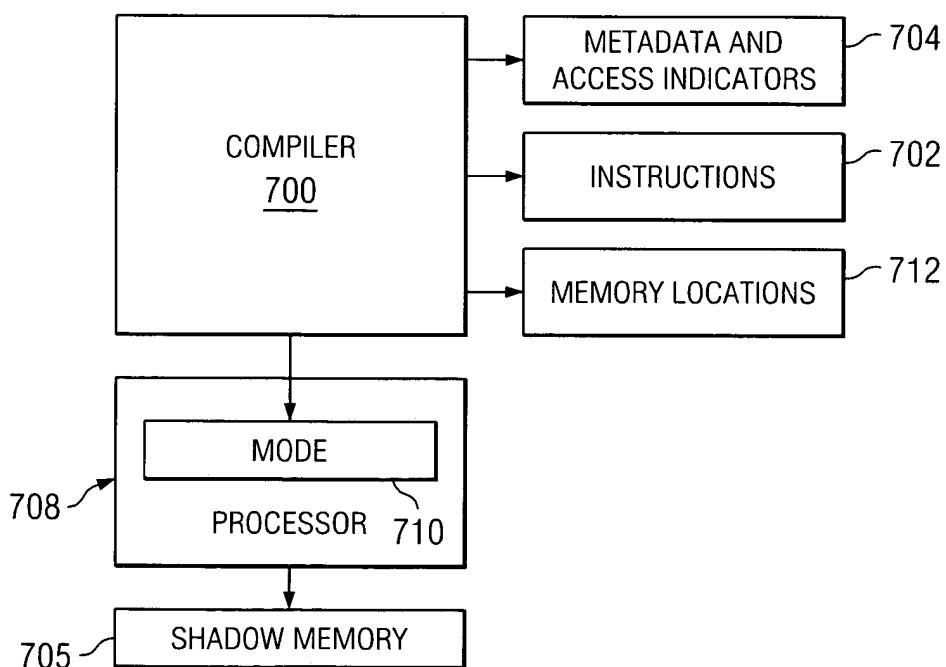 METADATA AND
ACCESS INDICATORS
704
COMPILER
700
INSTRUCTIONS
702
MEMORY LOCATIONS
712
MODE
708
PROCESSOR
710
705
SHADOW MEMORY